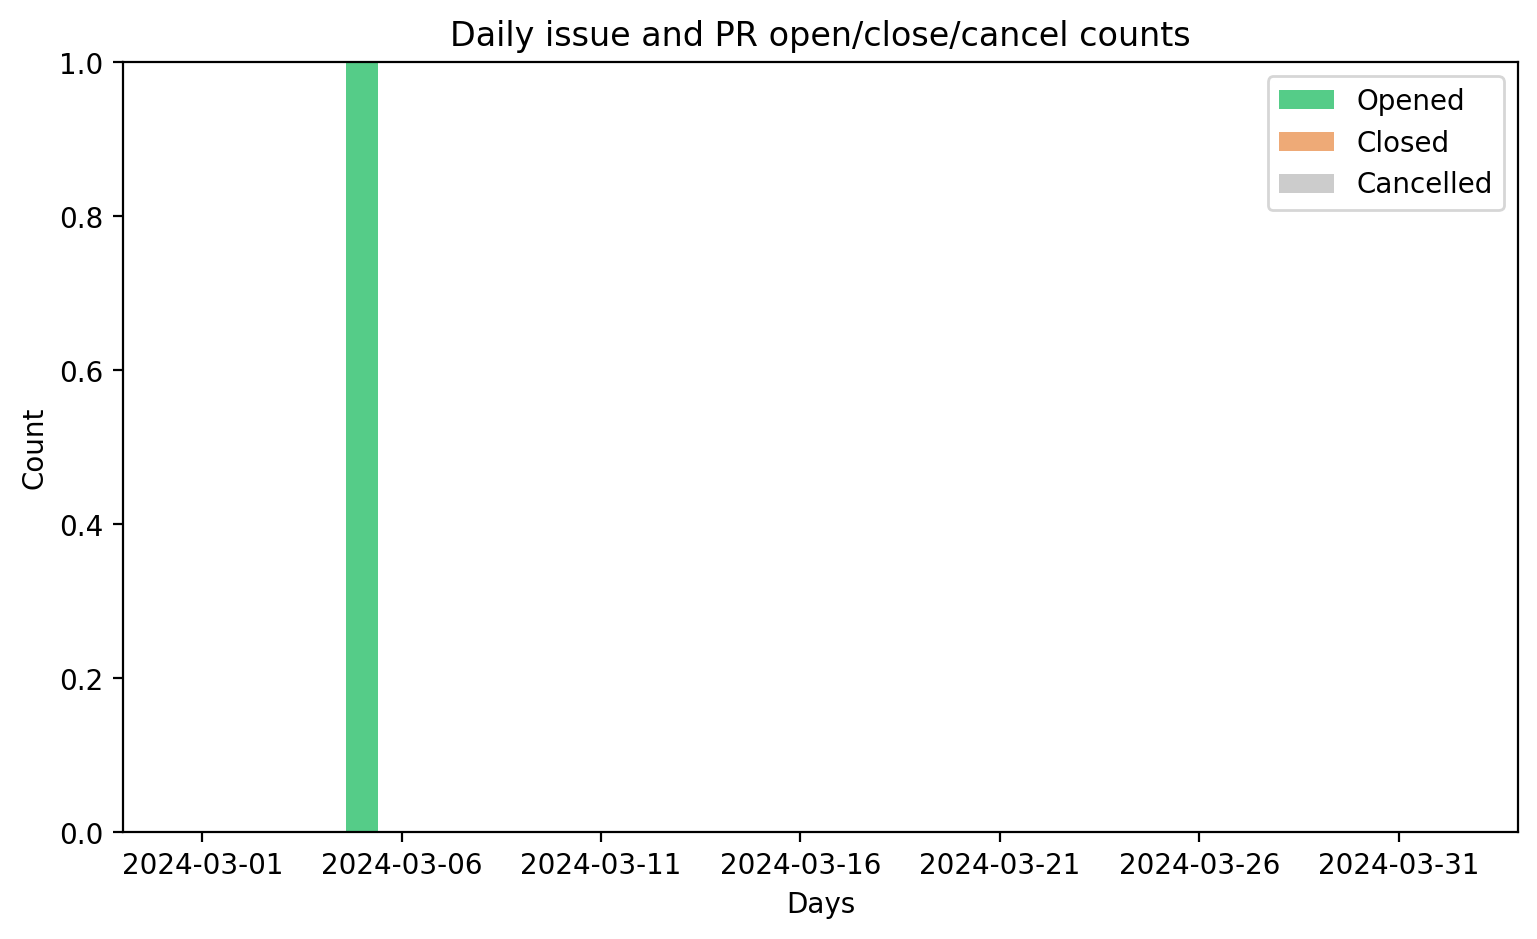 Daily issue and PR open/close/cancel counts
1.0
0.8
0.6
0.4
0.2
0.0
Count
Opened
Closed
Cancelled
2024-03-01 2024-03-06 2024-03-11 2024-03-16 2024-03-21 2024-03-26 2024-03-31
Days